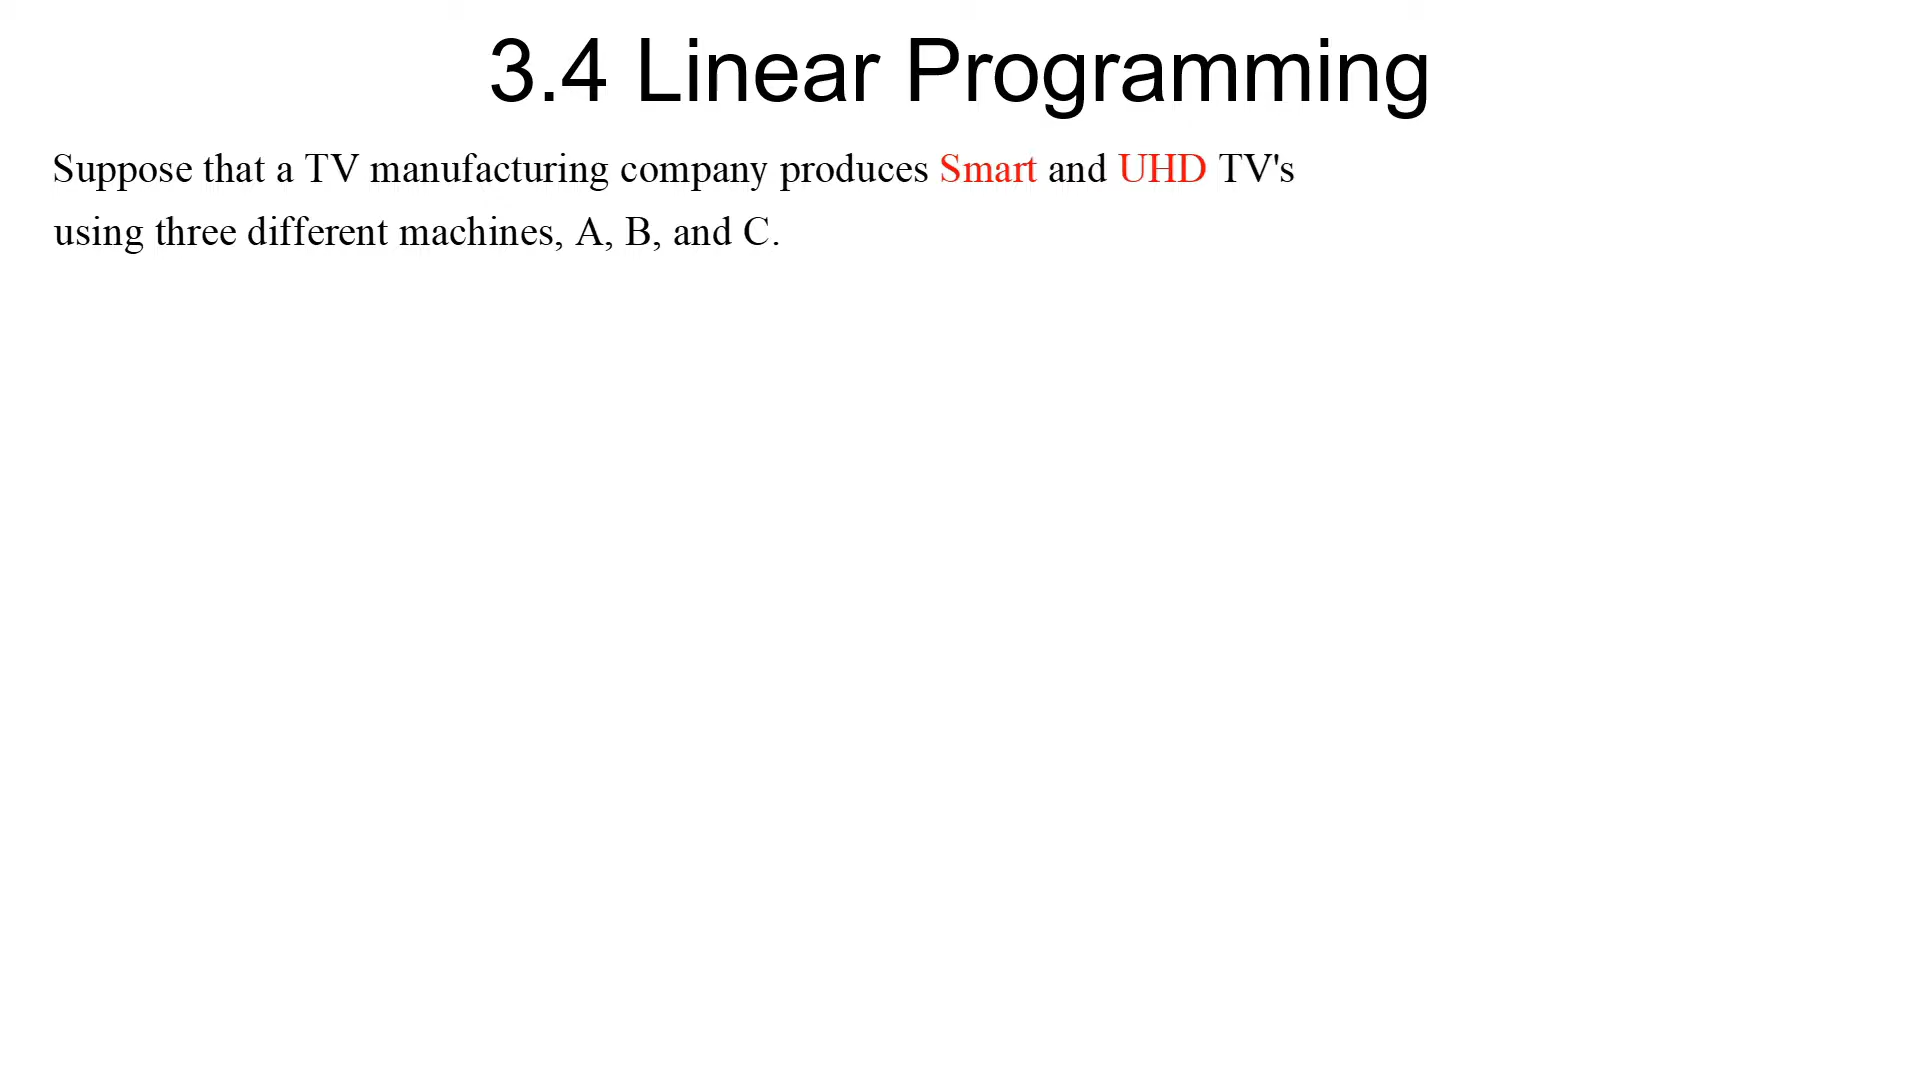 3.4 Linear Programming
Suppose that a TV manufacturing company produces Smart and UHD TV's
using three different machines, A, B, and C.